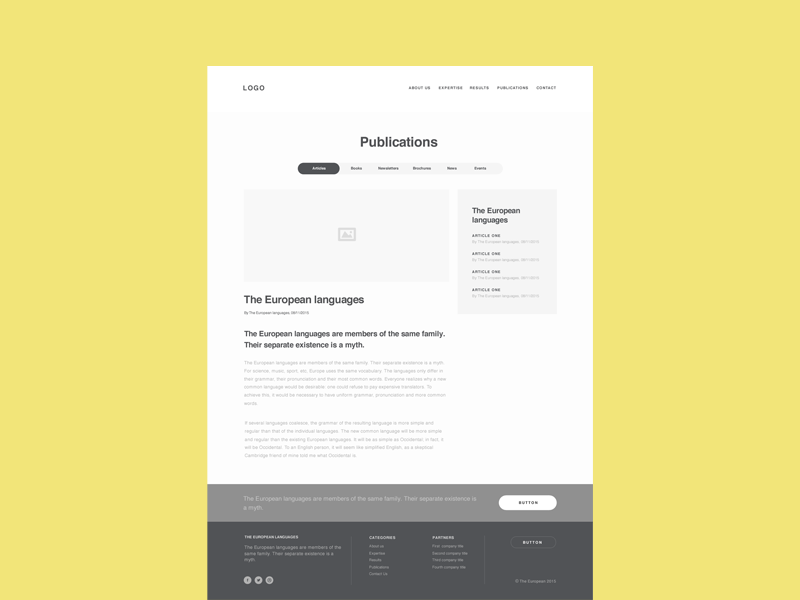 LOGO
ABOUT US EXPERTISE RESULTS PUBLICATIONS CONTACT
Publications
Articles Books Newsletters Brochures News Events
The European languages
By The European languages, 08/11/2015
The European languages are members of the same family.
Their separate existence is a myth.
The European languages are members of the same family. Their separate existence is a myth.
For science, music, sport, etc, Europe uses the same vocabulary. The languages only differ in
their grammar, their pronunciation and their most common words. Everyone realizes why a new
common language would be desirable: one could refuse to pay expensive translators. To
achieve this, it would be necessary to have uniform grammar, pronunciation and more common
words.
If several languages coalesce, the grammar of the resulting language is more simple and
regular than that of the individual languages. The new common language will be more simple
and regular than the existing European languages. It will be as simple as Occidental; in fact, it
will be Occidental. To an English person, it will seem like simplified English, as a skeptical
Cambridge friend of mine told me what Occidental is.
The European
languages
ARTICLE ONE
By The European languages, 08/11/2015
ARTICLE ONE
By The European languages, 08/11/2015
ARTICLE ONE
By The European languages, 08/11/2015
ARTICLE ONE
By The European languages, 08/11/2015
The European languages are members of the same family. Their separate existence is
a myth.
BUTTON
THE EUROPEAN LANGUAGES
The European languages are members of the
same family. Their separate existence is a
myth.
CATEGORIES
About us
Expertise
Results
Publications
Contact Us
PARTNERS
First company title
Second company title
Third company title
Fourth company title
BUTTON
© The European 2015